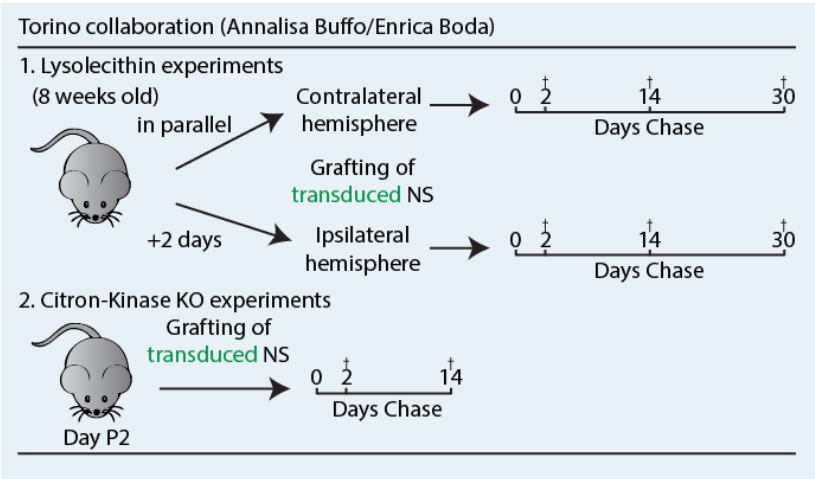 Torino collaboration (Annalisa Buffo/Enrica Boda)
1. Lysolecithin experiments
(8 weeks old)
in parallel
Contralateral
hemisphere
0 2 14 30
† † †
Days Chase
Grafting of
transduced NS
+2 days
Ipsilateral
hemisphere
0 2 14 30
† † †
Days Chase
2. Citron-Kinase KO experiments
Grafting of
transduced NS
0 2 14
† †
Days Chase
Day P2